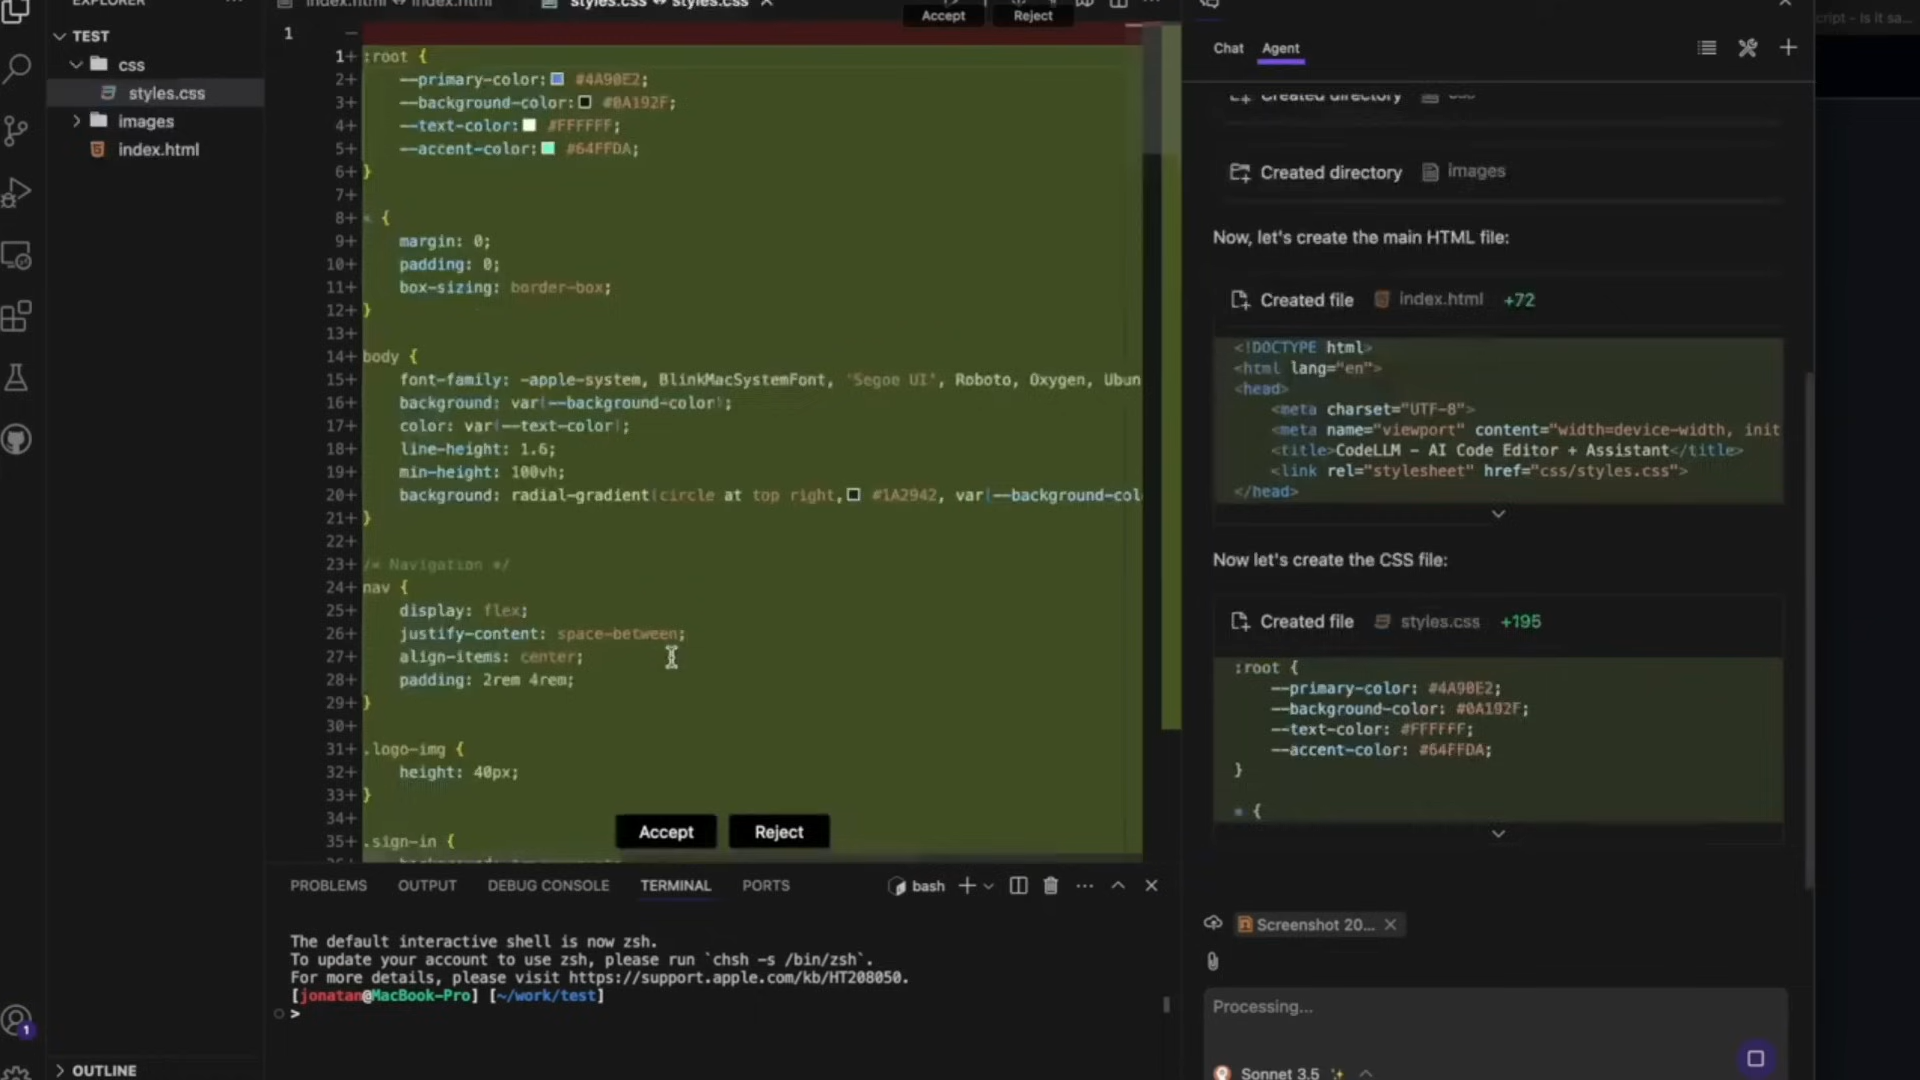 EXPLORER
TEST
css
styles.css
images
index.html
OUTLINE
1
index.html ↔ index.html
styles.css ↔ styles.css
Accept
Reject
1+ :root {
2+ --primary-color: #4A90E2;
3+ --background-color: #0A192F;
4+ --text-color: #FFFFFF;
5+ --accent-color: #64FFDA;
6+ }
7+
8+ * {
9+ margin: 0;
10+ padding: 0;
11+ box-sizing: border-box;
12+ }
13+
14+ body {
15+ font-family: -apple-system, BlinkMacSystemFont, 'Segoe UI', Roboto, Oxygen, Ubun
16+ background: var(--background-color);
17+ color: var(--text-color);
18+ line-height: 1.6;
19+ min-height: 100vh;
20+ background: radial-gradient(circle at top right, #1A2942, var(--background-col
21+ }
22+
23+ /* Navigation */
24+ nav {
25+ display: flex;
26+ justify-content: space-between;
27+ align-items: center;
28+ padding: 2rem 4rem;
29+ }
30+
31+ .logo-img {
32+ height: 40px;
33+ }
34+
35+ .sign-in {
Accept
Reject
PROBLEMS
OUTPUT
DEBUG CONSOLE
TERMINAL
PORTS
bash
The default interactive shell is now zsh.
To update your account to use zsh, please run `chsh -s /bin/zsh`.
For more details, please visit https://support.apple.com/kb/HT208050.
[jonatan@MacBook-Pro] [~/work/test]
>
Chat
Agent
Created directory css
Created directory images
Now, let's create the main HTML file:
Created file index.html +72
<!DOCTYPE html>
<html lang="en">
<head>
<meta charset="UTF-8">
<meta name="viewport" content="width=device-width, init
<title>CodeLLM - AI Code Editor + Assistant</title>
<link rel="stylesheet" href="css/styles.css">
</head>
Now let's create the CSS file:
Created file styles.css +195
:root {
--primary-color: #4A90E2;
--background-color: #0A192F;
--text-color: #FFFFFF;
--accent-color: #64FFDA;
}
* {
Screenshot 20...
Processing...
Sonnet 3.5
cript - Is it sa...
1